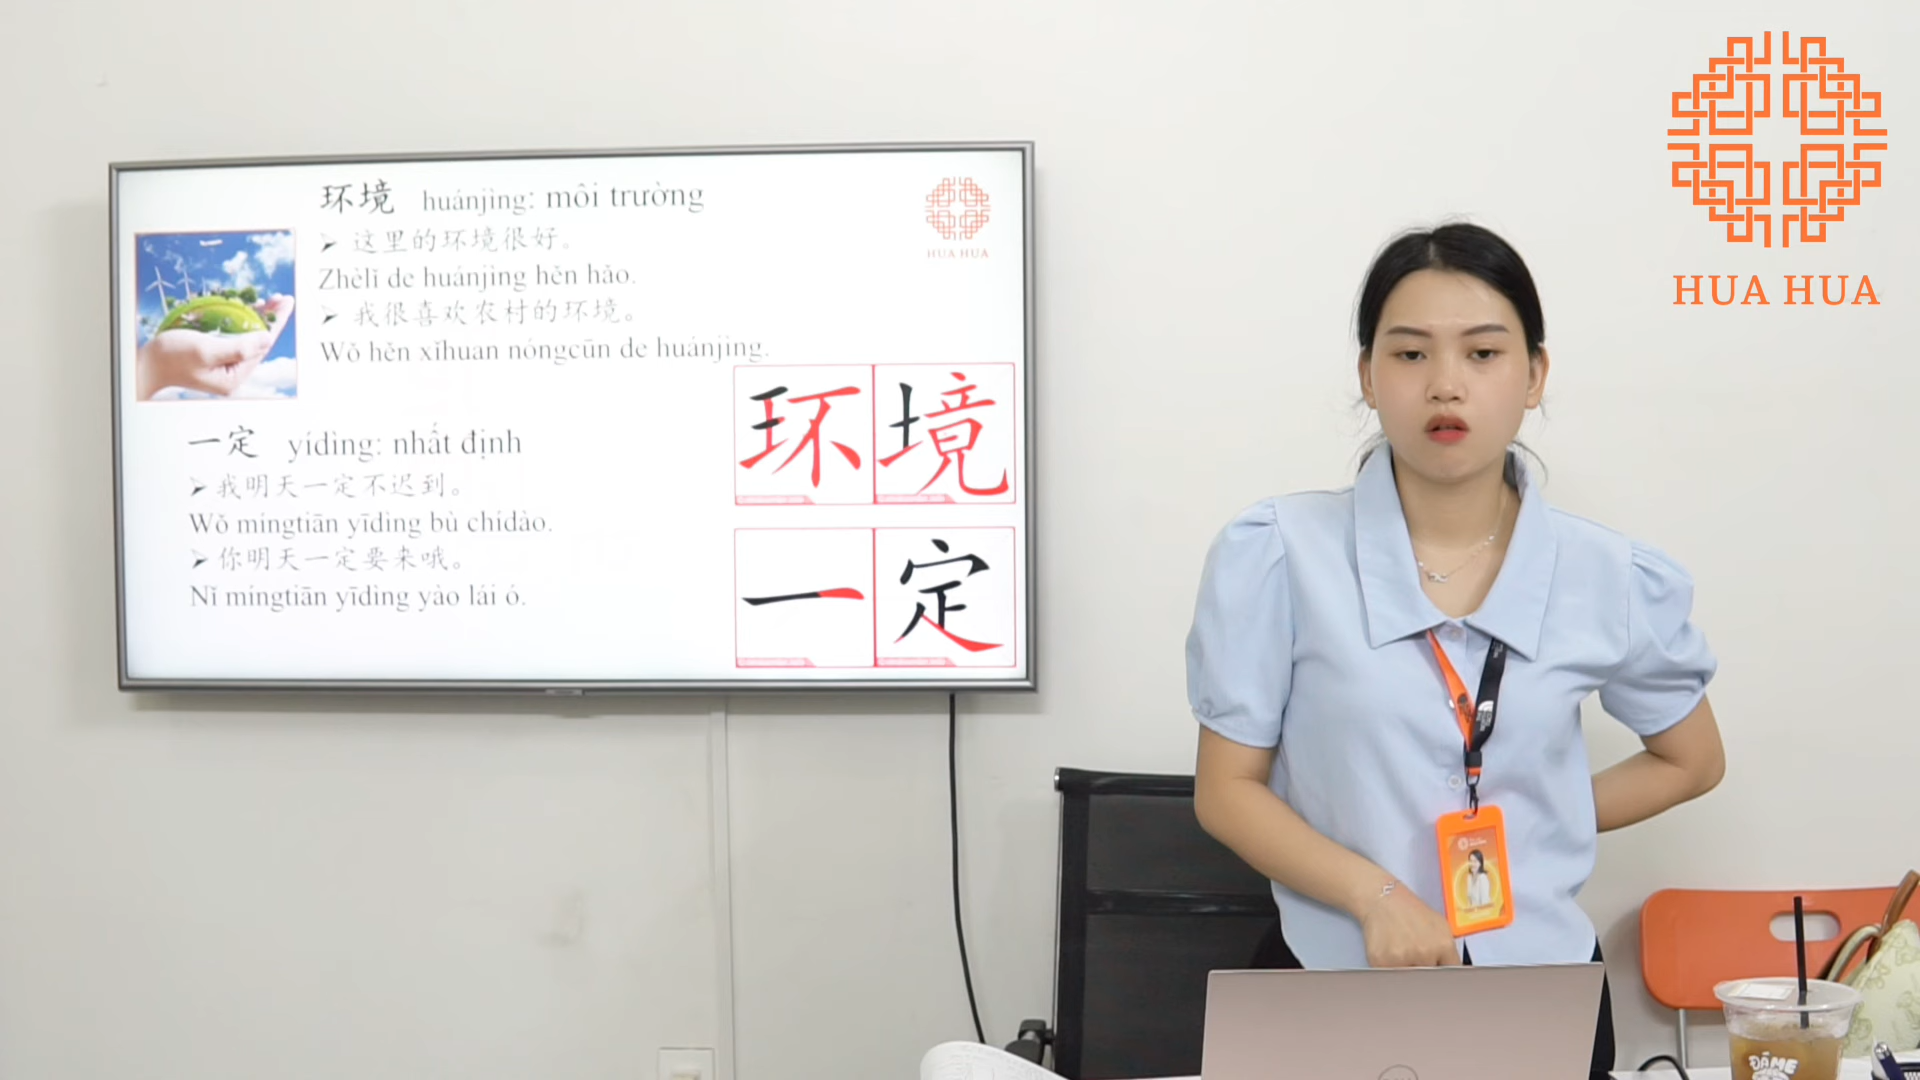 HUA HUA
环境 huánjìng: môi trường
➢ 这里的环境很好。
Zhèlǐ de huánjìng hěn hǎo.
➢ 我很喜欢农村的环境。
Wǒ hěn xǐhuan nóngcūn de huánjìng.
HUA HUA
环境
一定 yídìng: nhất định
➢ 我明天一定不迟到。
Wǒ míngtiān yīdìng bù chídào.
➢ 你明天一定要来哦。
Nǐ míngtiān yīdìng yào lái ó.
一定
ĐÁ ME